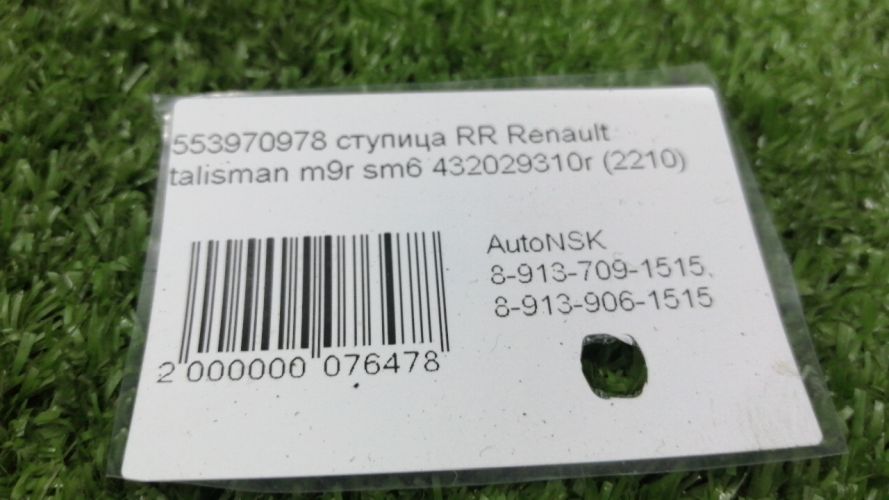 553970978 ступица RR Renault
talisman m9r sm6 432029310r (2210)
AutoNSK
8-913-709-1515,
8-913-906-1515
2 000000 076478